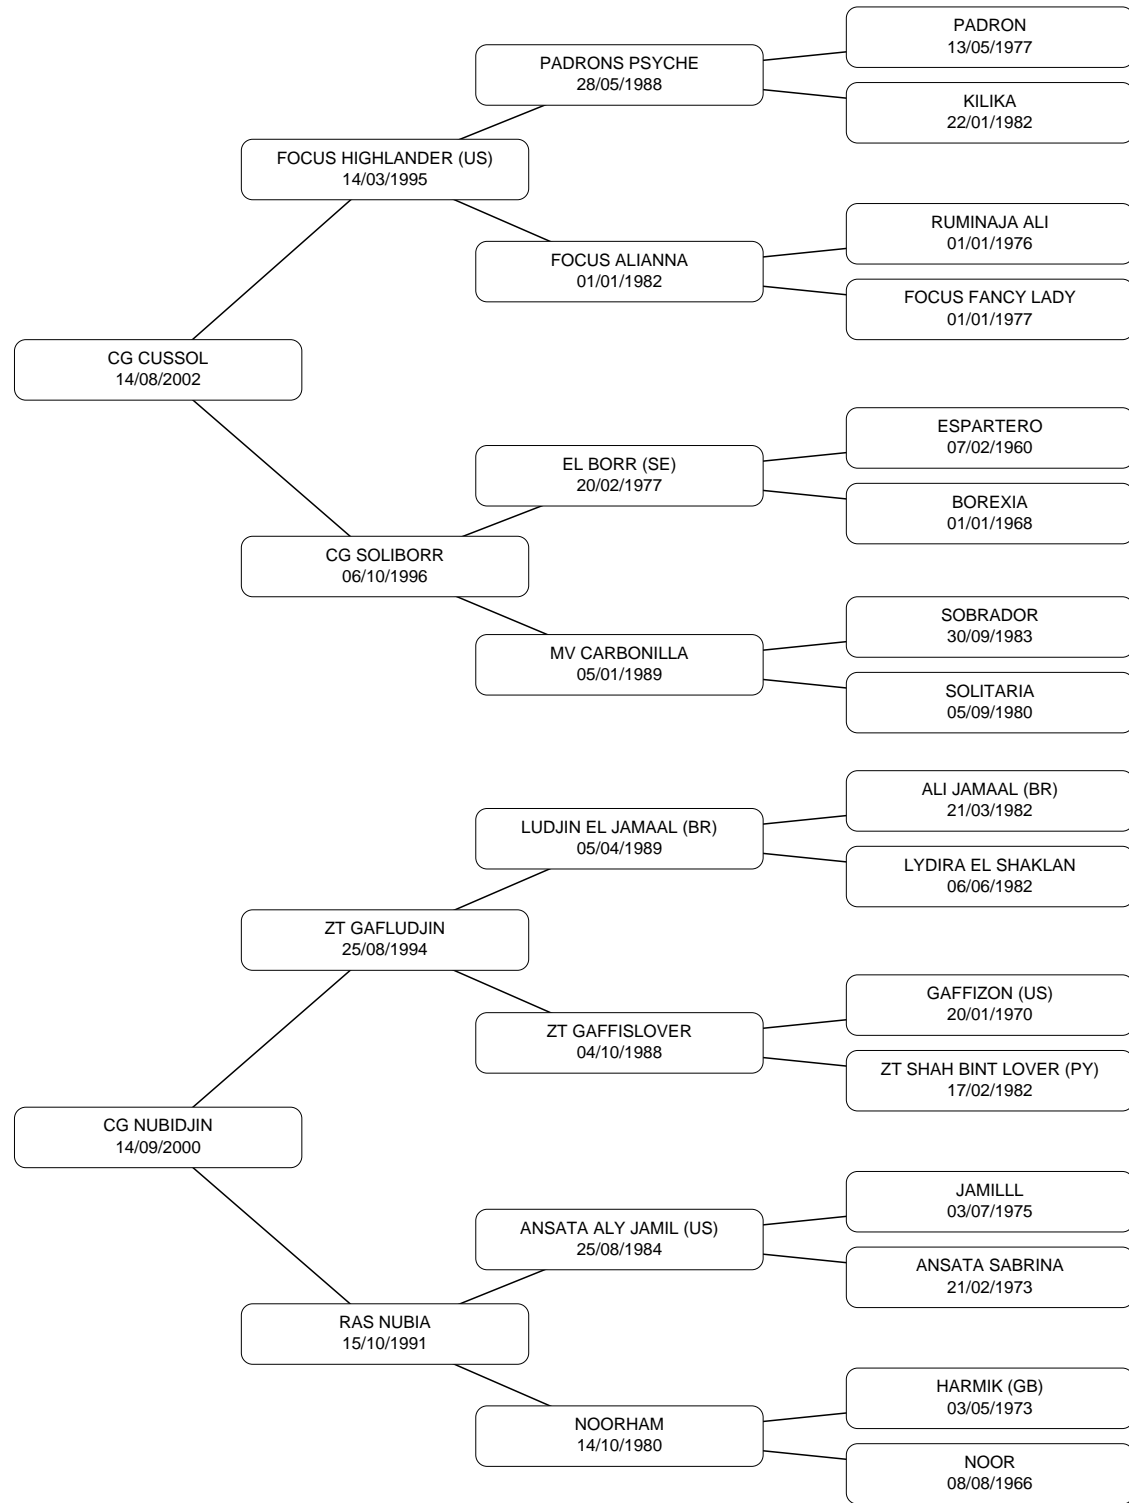 PADRON
13/05/1977
PADRONS PSYCHE
28/05/1988
KILIKA
22/01/1982
FOCUS HIGHLANDER (US)
14/03/1995
RUMINAJA ALI
01/01/1976
FOCUS ALIANNA
01/01/1982
FOCUS FANCY LADY
01/01/1977
CG CUSSOL
14/08/2002
ESPARTERO
07/02/1960
EL BORR (SE)
20/02/1977
BOREXIA
01/01/1968
CG SOLIBORR
06/10/1996
SOBRADOR
30/09/1983
MV CARBONILLA
05/01/1989
SOLITARIA
05/09/1980
ALI JAMAAL (BR)
21/03/1982
LUDJIN EL JAMAAL (BR)
05/04/1989
LYDIRA EL SHAKLAN
06/06/1982
ZT GAFLUDJIN
25/08/1994
GAFFIZON (US)
20/01/1970
ZT GAFFISLOVER
04/10/1988
ZT SHAH BINT LOVER (PY)
17/02/1982
CG NUBIDJIN
14/09/2000
JAMILLL
03/07/1975
ANSATA ALY JAMIL (US)
25/08/1984
ANSATA SABRINA
21/02/1973
RAS NUBIA
15/10/1991
HARMIK (GB)
03/05/1973
NOORHAM
14/10/1980
NOOR
08/08/1966